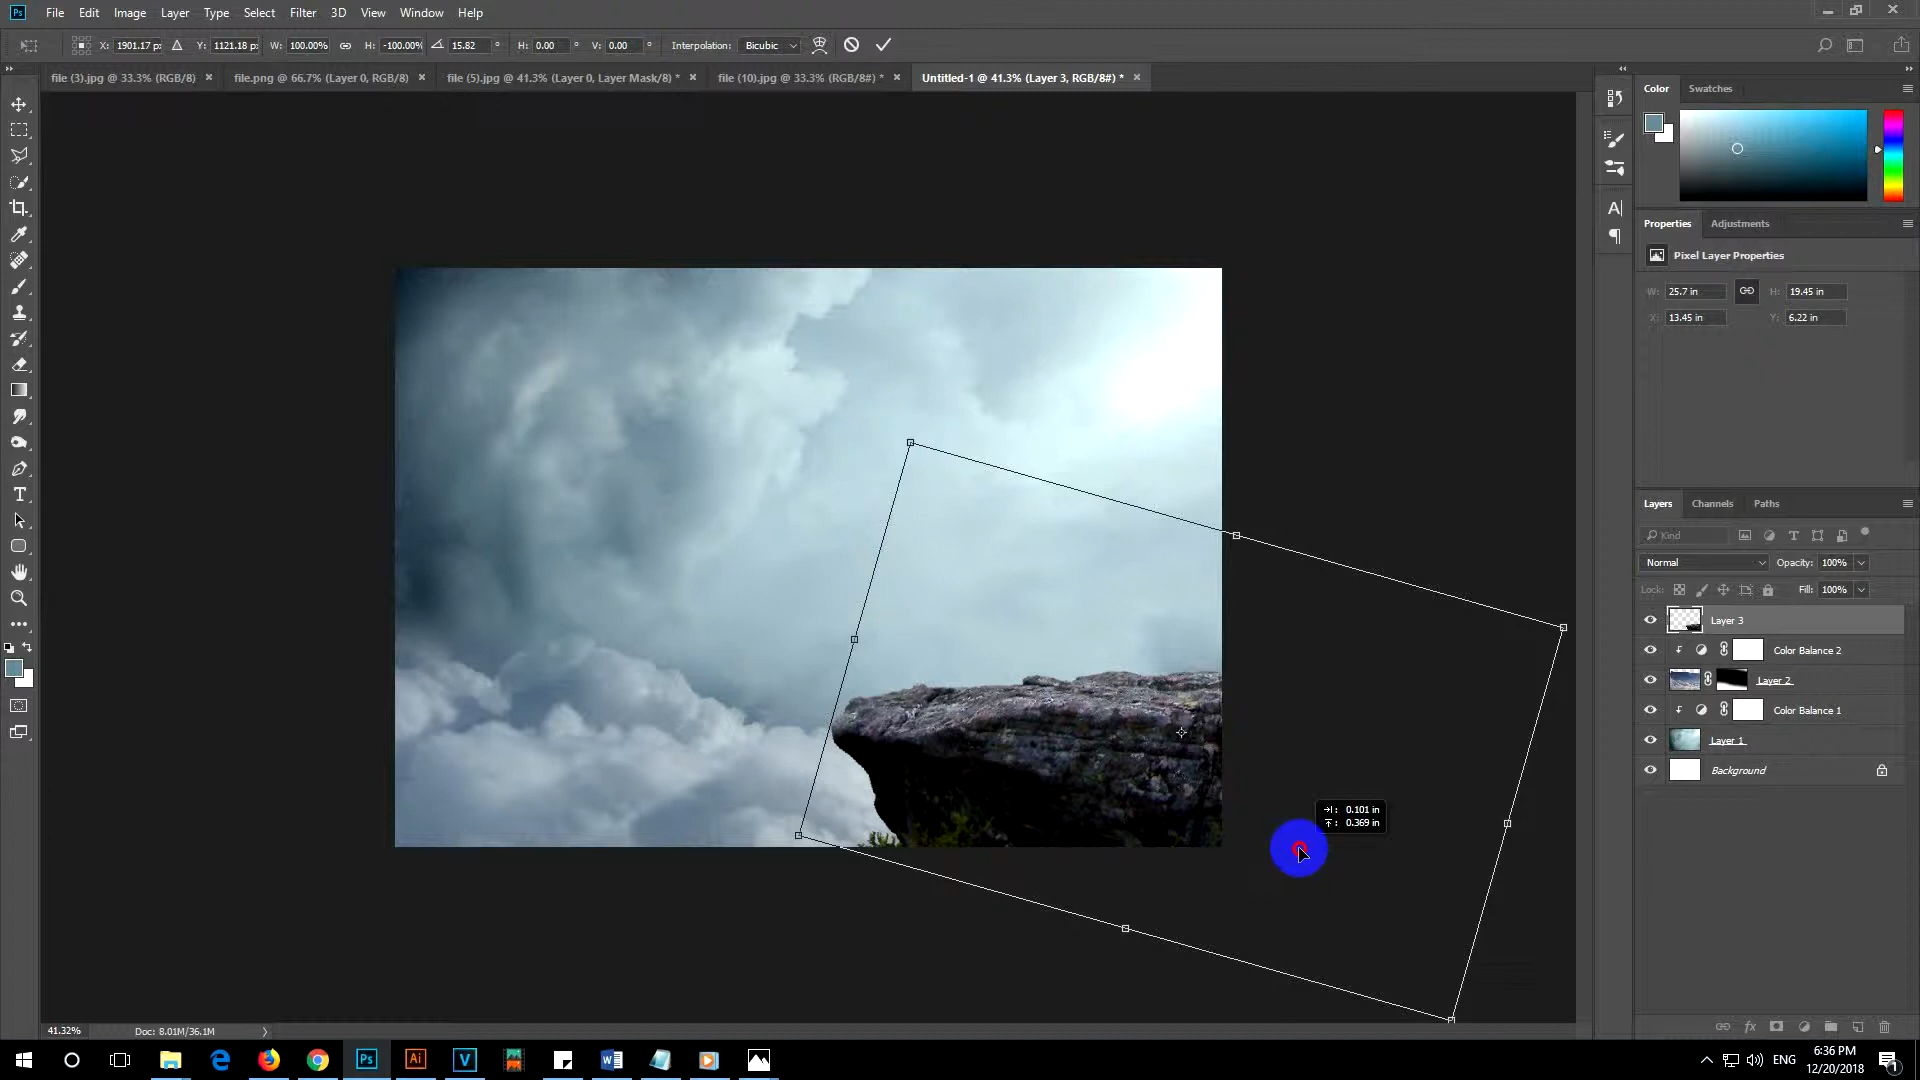 Ps File Edit Image Layer Type Select Filter 3D View Window Help
X: 1901.17 p: Y: 1121.18 p: W: 100.00% H: -100.00% 15.82 ° H: 0.00 ° V: 0.00 ° Interpolation: Bicubic
file (3).jpg @ 33.3% (RGB/8) × file.png @ 66.7% (Layer 0, RGB/8) × file (5).jpg @ 41.3% (Layer 0, Layer Mask/8) * × file (10).jpg @ 33.3% (RGB/8#) * × Untitled-1 @ 41.3% (Layer 3, RGB/8#) * ×
Color Swatches
Properties Adjustments
Pixel Layer Properties
W: 25.7 in H: 19.45 in
X: 13.45 in Y: 6.22 in
Layers Channels Paths
Kind
Normal Opacity: 100%
Lock: Fill: 100%
Layer 3
Color Balance 2
Layer 2
Color Balance 1
Layer 1
Background
0.101 in
0.369 in
41.32% Doc: 8.01M/36.1M
Ps Ai V ENG 6:36 PM
12/20/2018